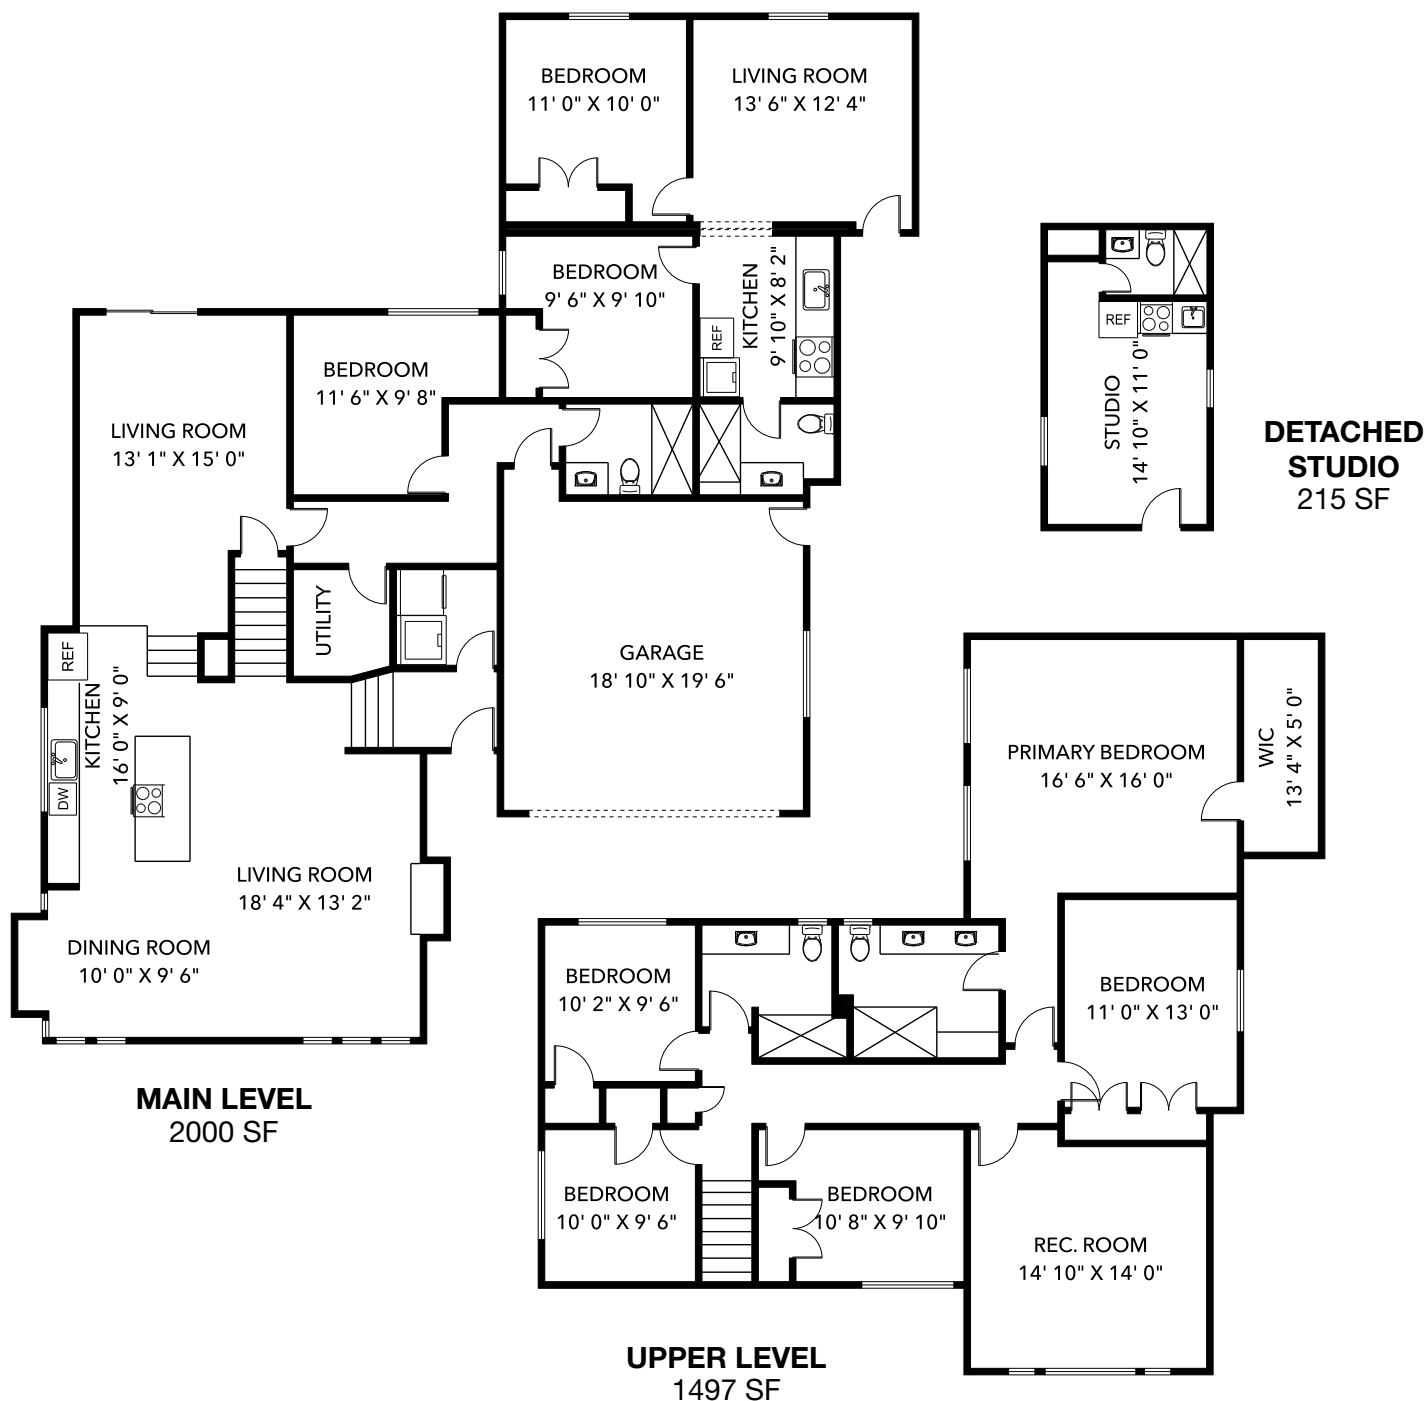 BEDROOM
11' 0" X 10' 0"
LIVING ROOM
13' 6" X 12' 4"
BEDROOM
9' 6" X 9' 10"
KITCHEN
9' 10" X 8' 2"
REF
BEDROOM
11' 6" X 9' 8"
LIVING ROOM
13' 1" X 15' 0"
UTILITY
GARAGE
18' 10" X 19' 6"
REF
KITCHEN
16' 0" X 9' 0"
DW
LIVING ROOM
18' 4" X 13' 2"
DINING ROOM
10' 0" X 9' 6"
MAIN LEVEL
2000 SF
REF
STUDIO
14' 10" X 11' 0"
DETACHED
STUDIO
215 SF
PRIMARY BEDROOM
16' 6" X 16' 0"
WIC
13' 4" X 5' 0"
BEDROOM
10' 2" X 9' 6"
BEDROOM
11' 0" X 13' 0"
BEDROOM
10' 0" X 9' 6"
BEDROOM
10' 8" X 9' 10"
REC. ROOM
14' 10" X 14' 0"
UPPER LEVEL
1497 SF